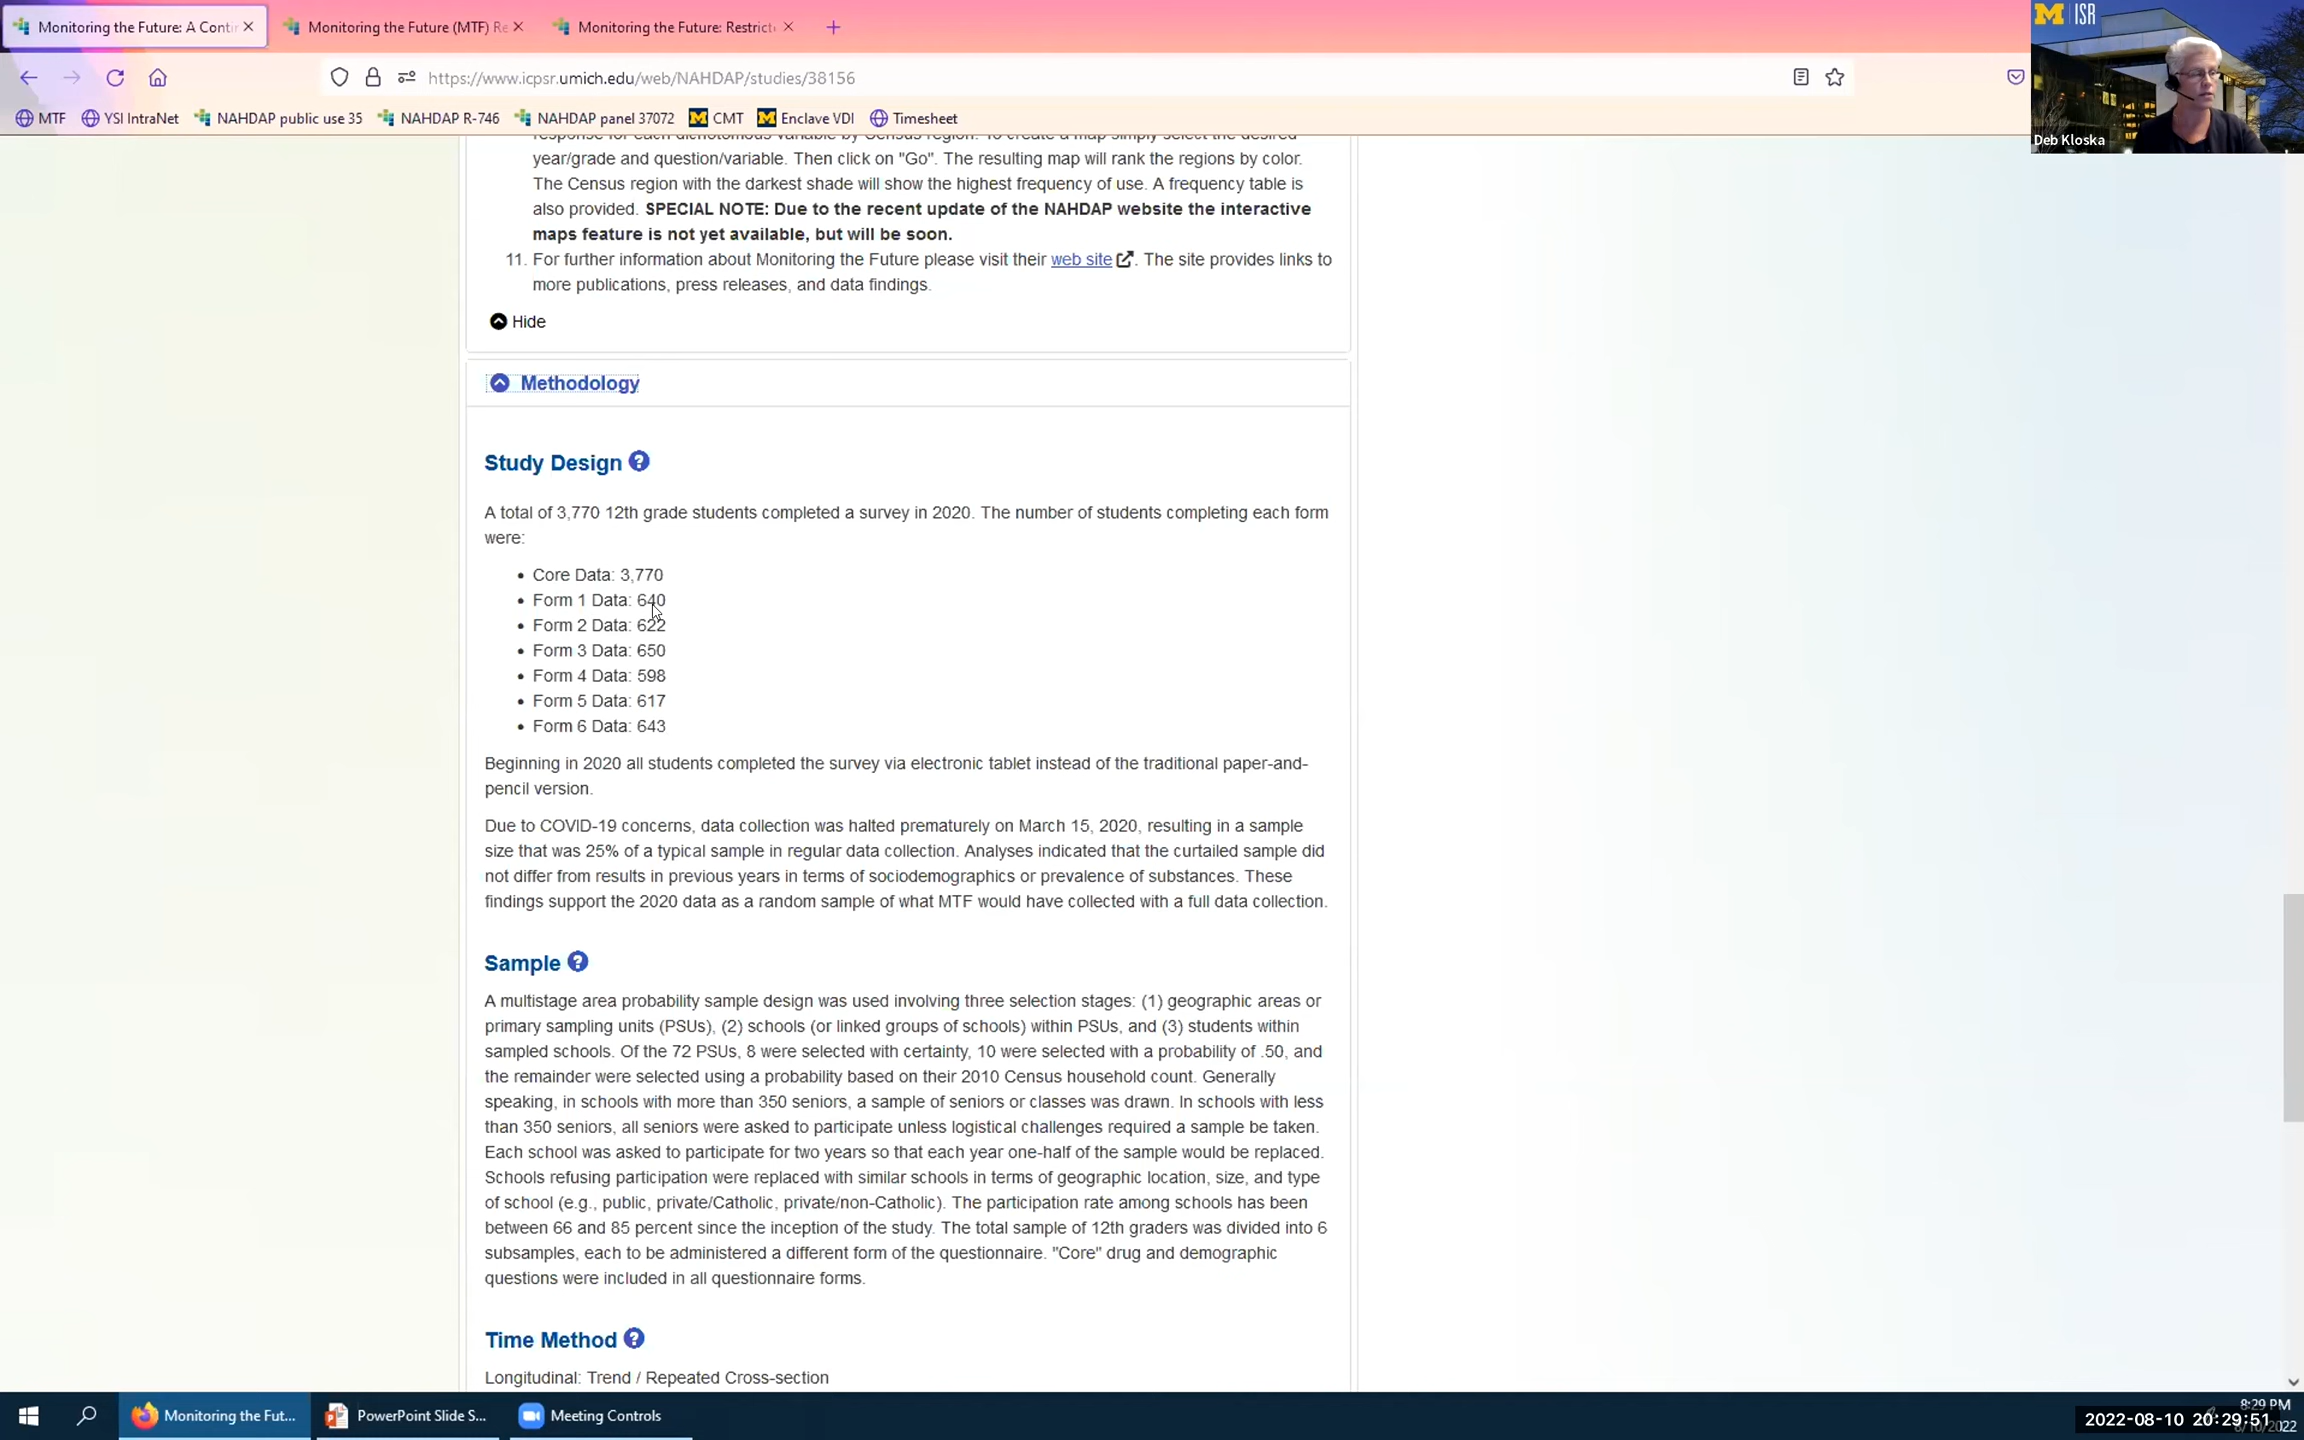 Monitoring the Future: A Conti
Monitoring the Future (MTF) Re
Monitoring the Future: Restricte
M ISR
https://www.icpsr.umich.edu/web/NAHDAP/studies/38156
MTF YSI IntraNet NAHDAP public use 35 NAHDAP R-746 NAHDAP panel 37072 M CMT M Enclave VDI Timesheet
Deb Kloska
response for each dichotomous variable by Census region. To create a map simply select the desired
year/grade and question/variable. Then click on "Go". The resulting map will rank the regions by color.
The Census region with the darkest shade will show the highest frequency of use. A frequency table is
also provided. SPECIAL NOTE: Due to the recent update of the NAHDAP website the interactive
maps feature is not yet available, but will be soon.
11. For further information about Monitoring the Future please visit their web site. The site provides links to
more publications, press releases, and data findings.
Hide
Methodology
Study Design ?
A total of 3,770 12th grade students completed a survey in 2020. The number of students completing each form
were:
• Core Data: 3,770
• Form 1 Data: 640
• Form 2 Data: 622
• Form 3 Data: 650
• Form 4 Data: 598
• Form 5 Data: 617
• Form 6 Data: 643
Beginning in 2020 all students completed the survey via electronic tablet instead of the traditional paper-and-
pencil version.
Due to COVID-19 concerns, data collection was halted prematurely on March 15, 2020, resulting in a sample
size that was 25% of a typical sample in regular data collection. Analyses indicated that the curtailed sample did
not differ from results in previous years in terms of sociodemographics or prevalence of substances. These
findings support the 2020 data as a random sample of what MTF would have collected with a full data collection.
Sample ?
A multistage area probability sample design was used involving three selection stages: (1) geographic areas or
primary sampling units (PSUs), (2) schools (or linked groups of schools) within PSUs, and (3) students within
sampled schools. Of the 72 PSUs, 8 were selected with certainty, 10 were selected with a probability of .50, and
the remainder were selected using a probability based on their 2010 Census household count. Generally
speaking, in schools with more than 350 seniors, a sample of seniors or classes was drawn. In schools with less
than 350 seniors, all seniors were asked to participate unless logistical challenges required a sample be taken.
Each school was asked to participate for two years so that each year one-half of the sample would be replaced.
Schools refusing participation were replaced with similar schools in terms of geographic location, size, and type
of school (e.g., public, private/Catholic, private/non-Catholic). The participation rate among schools has been
between 66 and 85 percent since the inception of the study. The total sample of 12th graders was divided into 6
subsamples, each to be administered a different form of the questionnaire. "Core" drug and demographic
questions were included in all questionnaire forms.
Time Method ?
Longitudinal: Trend / Repeated Cross-section
Monitoring the Fut...
PowerPoint Slide S...
Meeting Controls
8:29 PM
2022-08-10 20:29:51